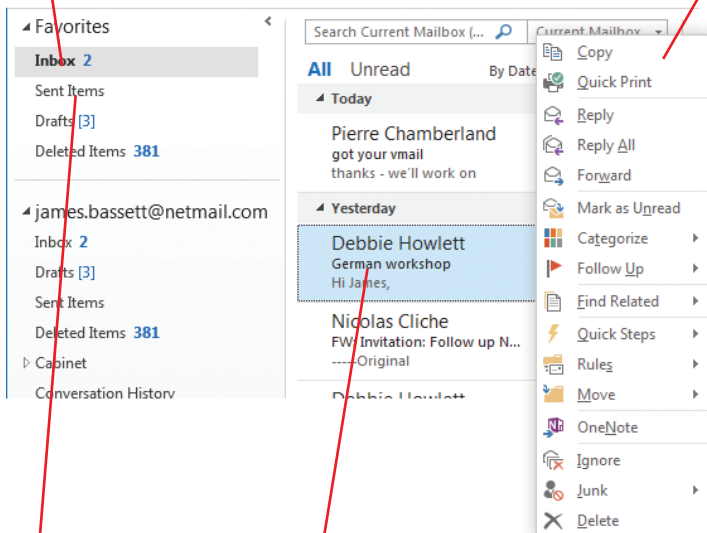 Favorites
Inbox 2
Sent Items
Drafts [3]
Deleted Items 381
james.bassett@netmail.com
Inbox 2
Drafts [3]
Sent Items
Deleted Items 381
Cabinet
Conversation History
Search Current Mailbox (...
Current Mailbox
All Unread By Date
Today
Pierre Chamberland
got your vmail
thanks - we'll work on
Yesterday
Debbie Howlett
German workshop
Hi James,
Nicolas Cliche
FW: Invitation: Follow up N...
-----Original
Debbie Howlett
Copy
Quick Print
Reply
Reply All
Forward
Mark as Unread
Categorize
Follow Up
Find Related
Quick Steps
Rules
Move
OneNote
Ignore
Junk
Delete